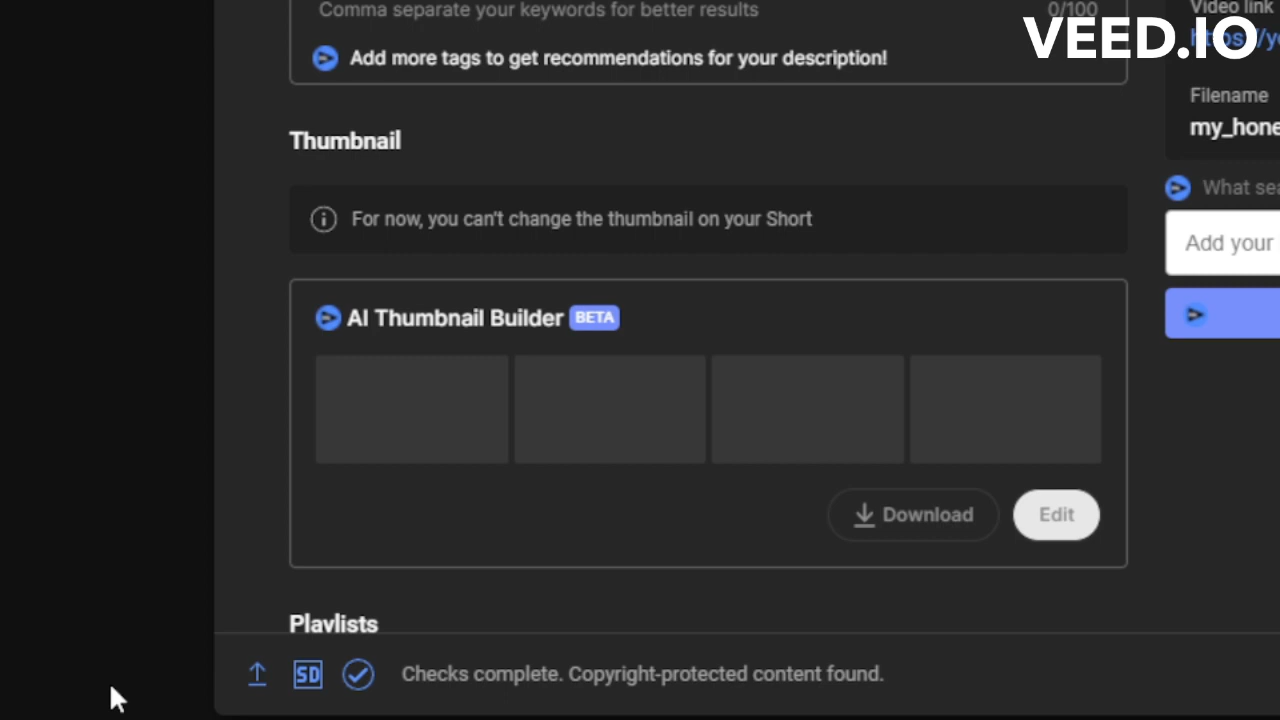 Comma separate your keywords for better results 0/100
Video link
VEED.IO
Add more tags to get recommendations for your description!
Filename
Thumbnail
my_hone
What sea
For now, you can't change the thumbnail on your Short
Add your
AI Thumbnail Builder BETA
Download Edit
Playlists
SD Checks complete. Copyright-protected content found.